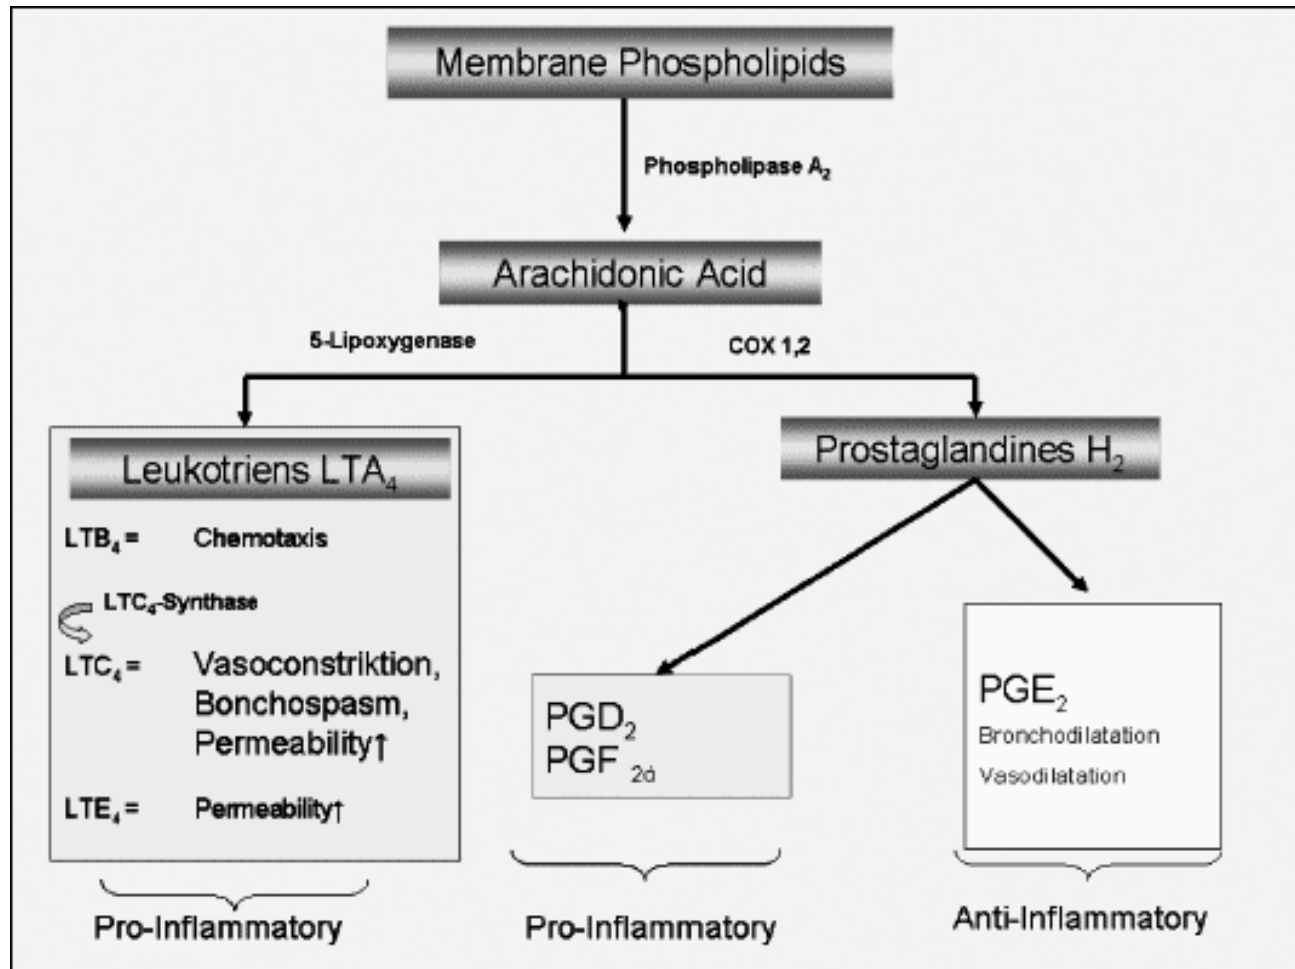 Membrane Phospholipids
Phospholipase A₂
Arachidonic Acid
5-Lipoxygenase
COX 1,2
Leukotriens LTA₄
LTB₄ = Chemotaxis
LTC₄-Synthase
LTC₄ = Vasoconstriktion,
Bonchospasm,
Permeability↑
LTE₄ = Permeability↑
Pro-Inflammatory
Prostaglandines H₂
PGD₂
PGF ₂ά
Pro-Inflammatory
PGE₂
Bronchodilatation
Vasodilatation
Anti-Inflammatory